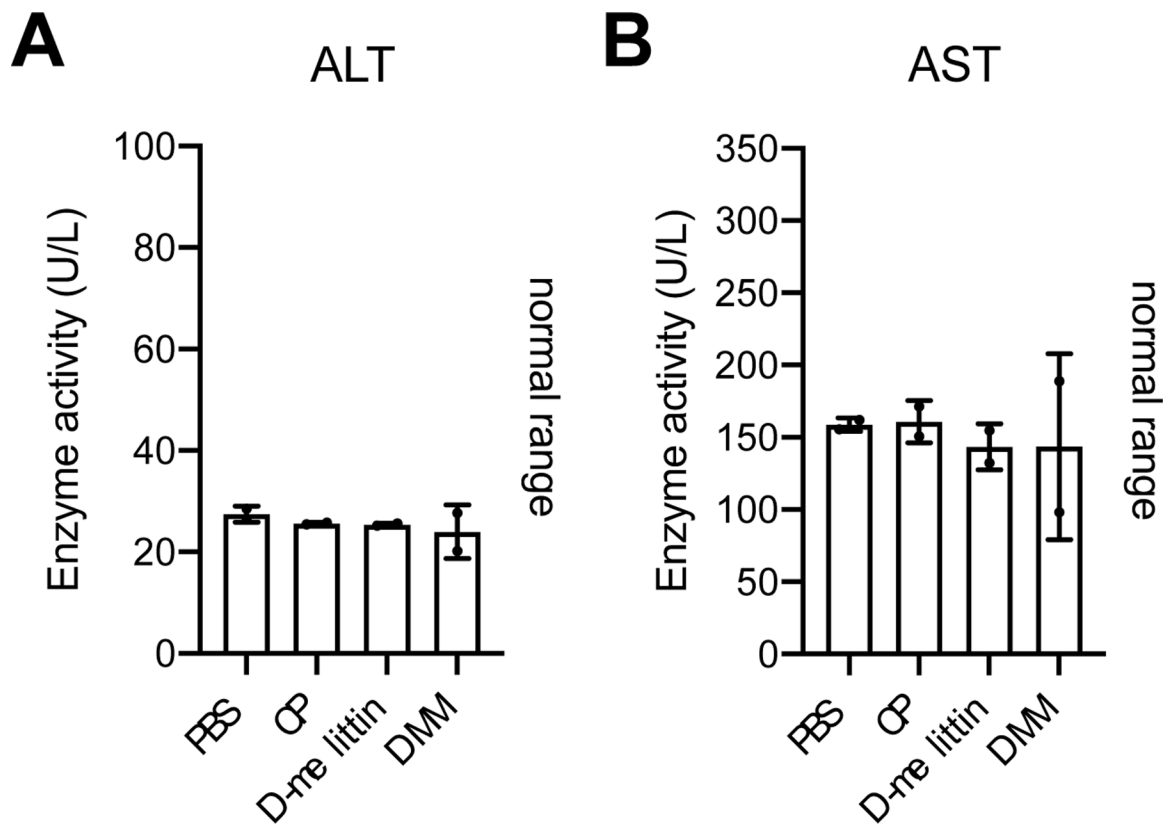 A
ALT
Enzyme activity (U/L)
100
80
60
40
20
0
PBS
CP
D-me littin
DMM
normal range
B
AST
Enzyme activity (U/L)
350
300
250
200
150
100
50
0
PBS
CP
D-me littin
DMM
normal range